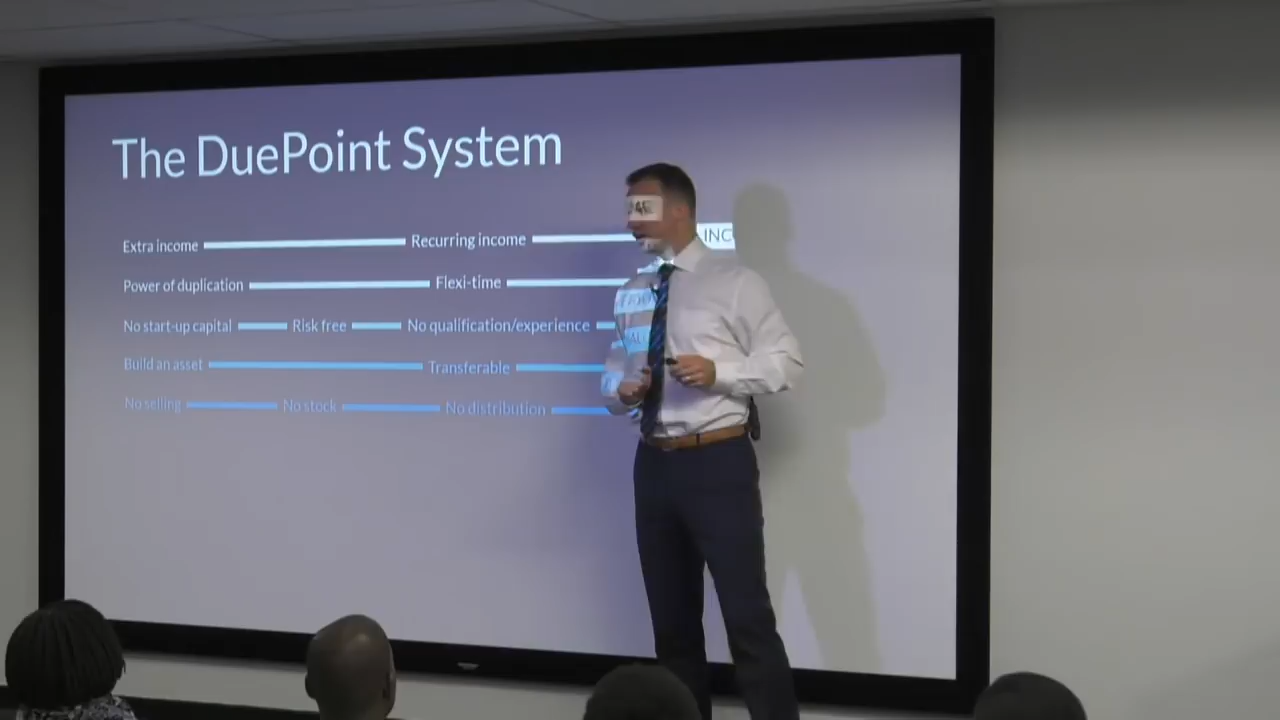 The DuePoint System
Extra income Recurring income INC
Power of duplication Flexi-time
No start-up capital Risk free No qualification/experience
Build an asset Transferable
No selling No stock No distribution